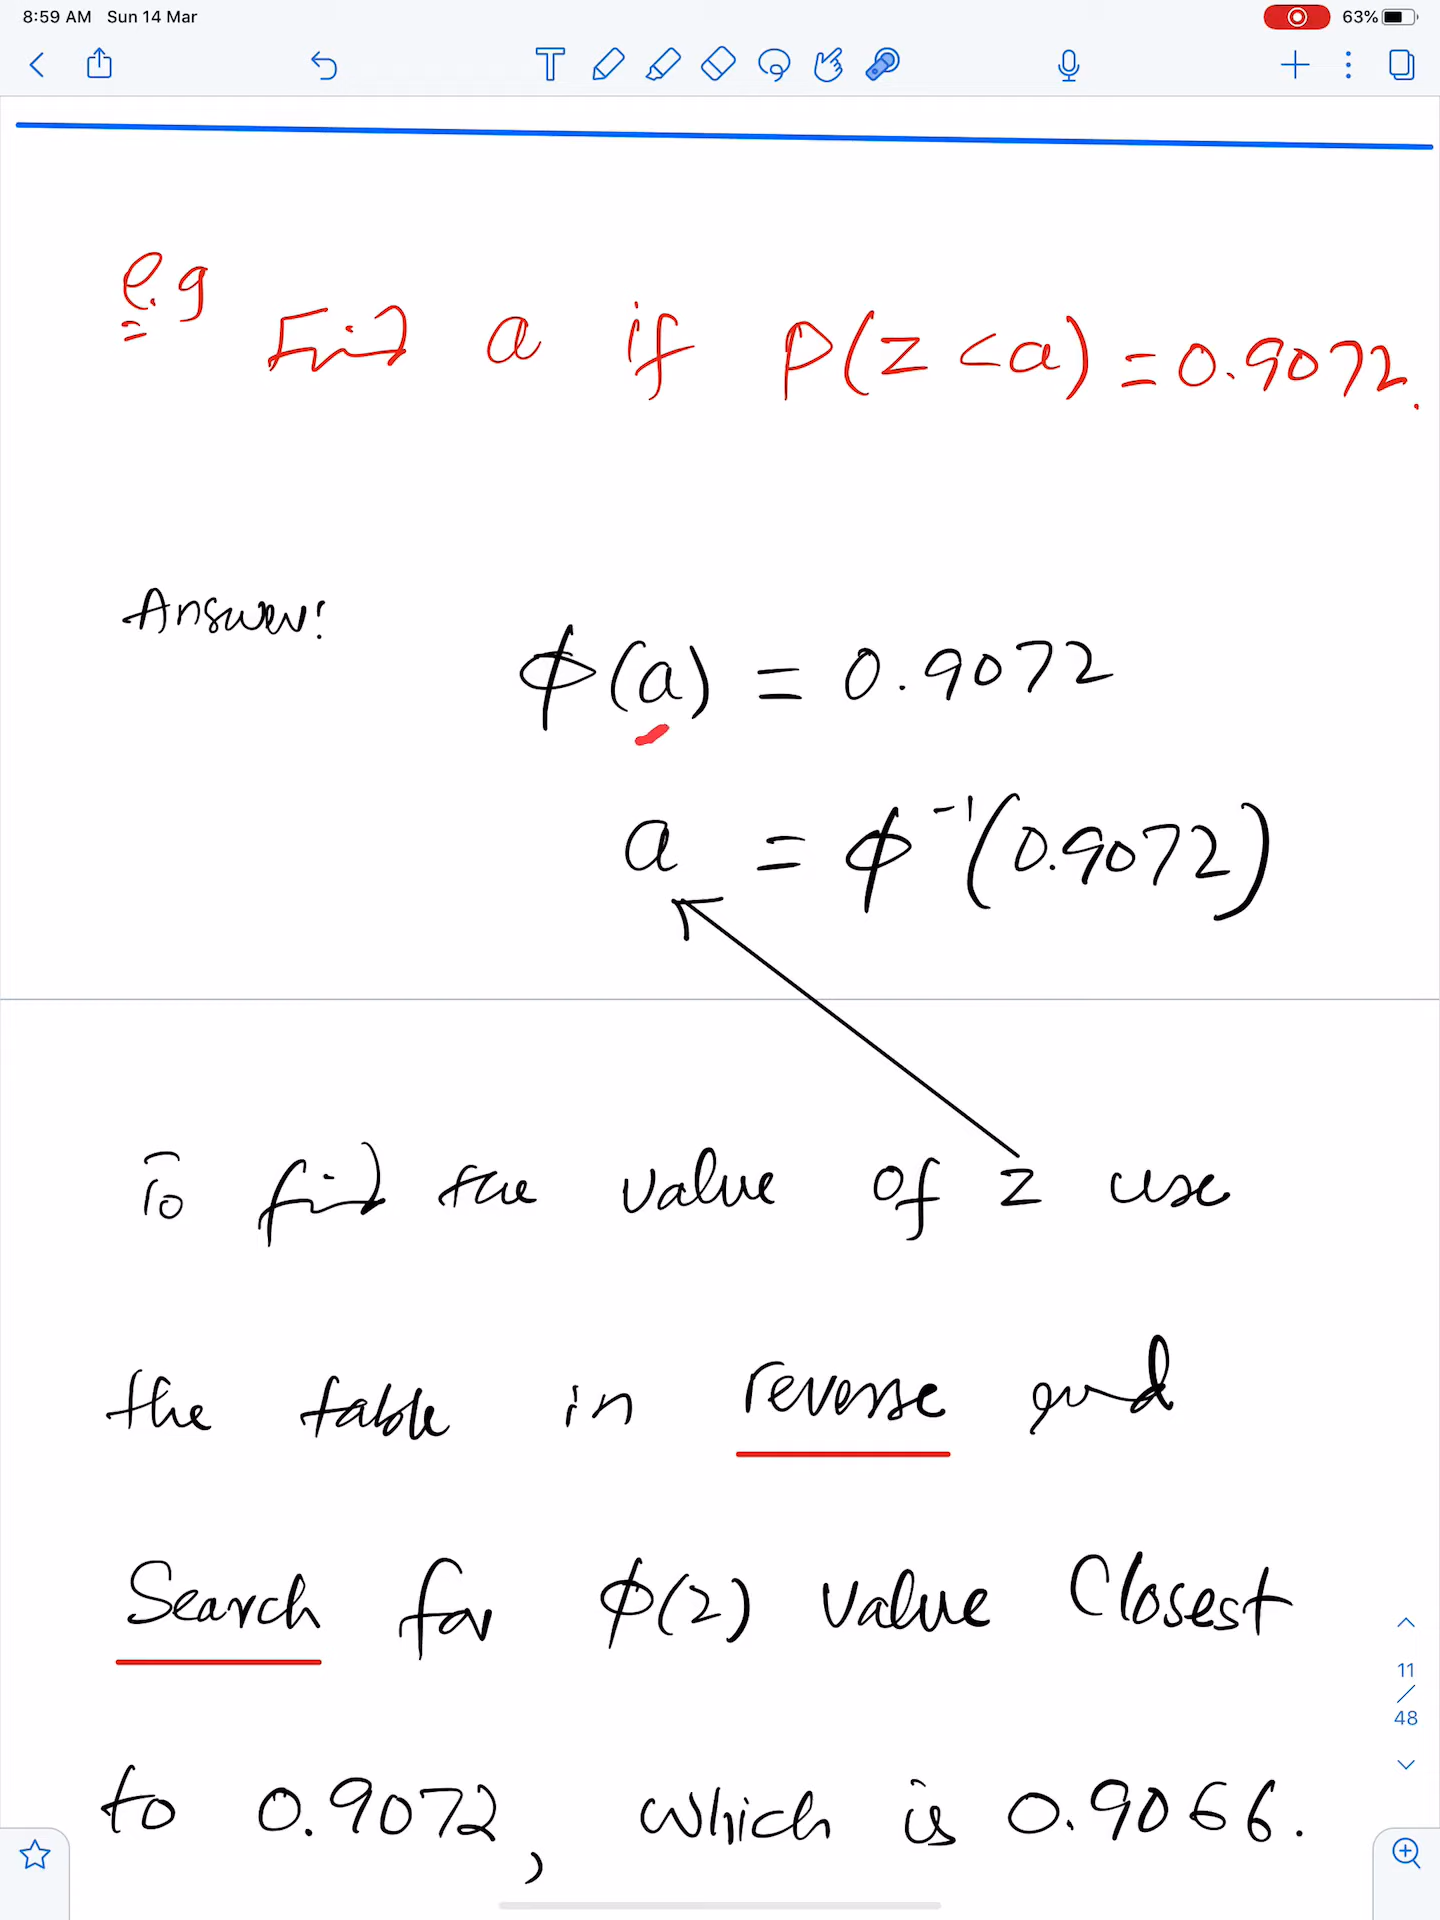 8:59 AM Sun 14 Mar
63%
e.g
Find a if P(Z < a) = 0.9072.
Answer:
ϕ(a) = 0.9072
a = ϕ⁻¹(0.9072)
To find the value of z use
the table in reverse and
Search for ϕ(z) value Closest
11
/
48
to 0.9072, which is 0.9066.